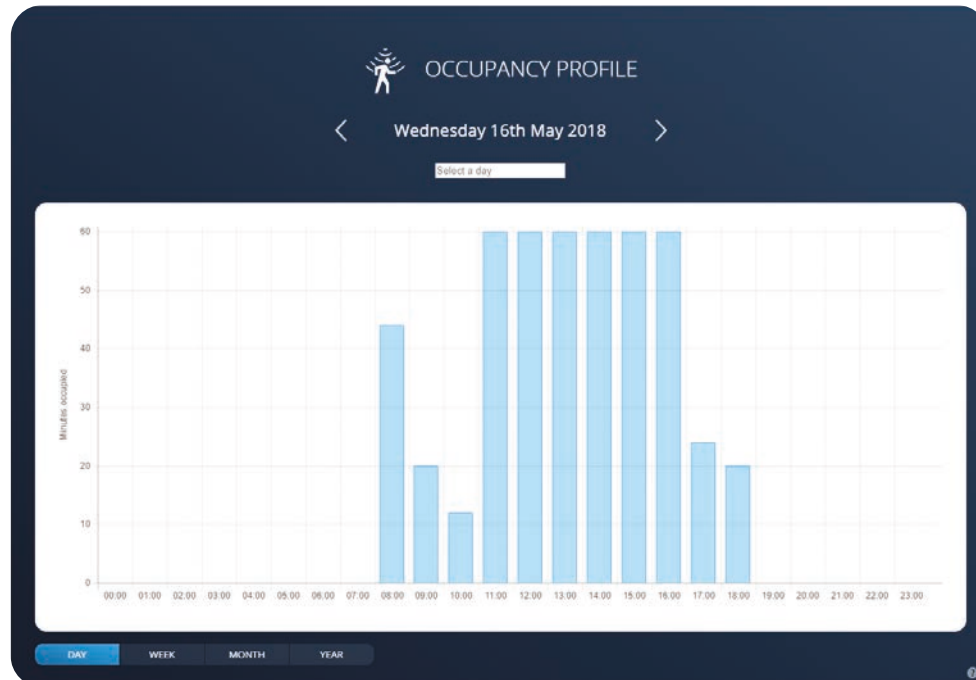 OCCUPANCY PROFILE
Wednesday 16th May 2018
Select a day
60
50
40
30
20
10
0
Minutes occupied
00:00 01:00 02:00 03:00 04:00 05:00 06:00 07:00 08:00 09:00 10:00 11:00 12:00 13:00 14:00 15:00 16:00 17:00 18:00 19:00 20:00 21:00 22:00 23:00
DAY WEEK MONTH YEAR
?